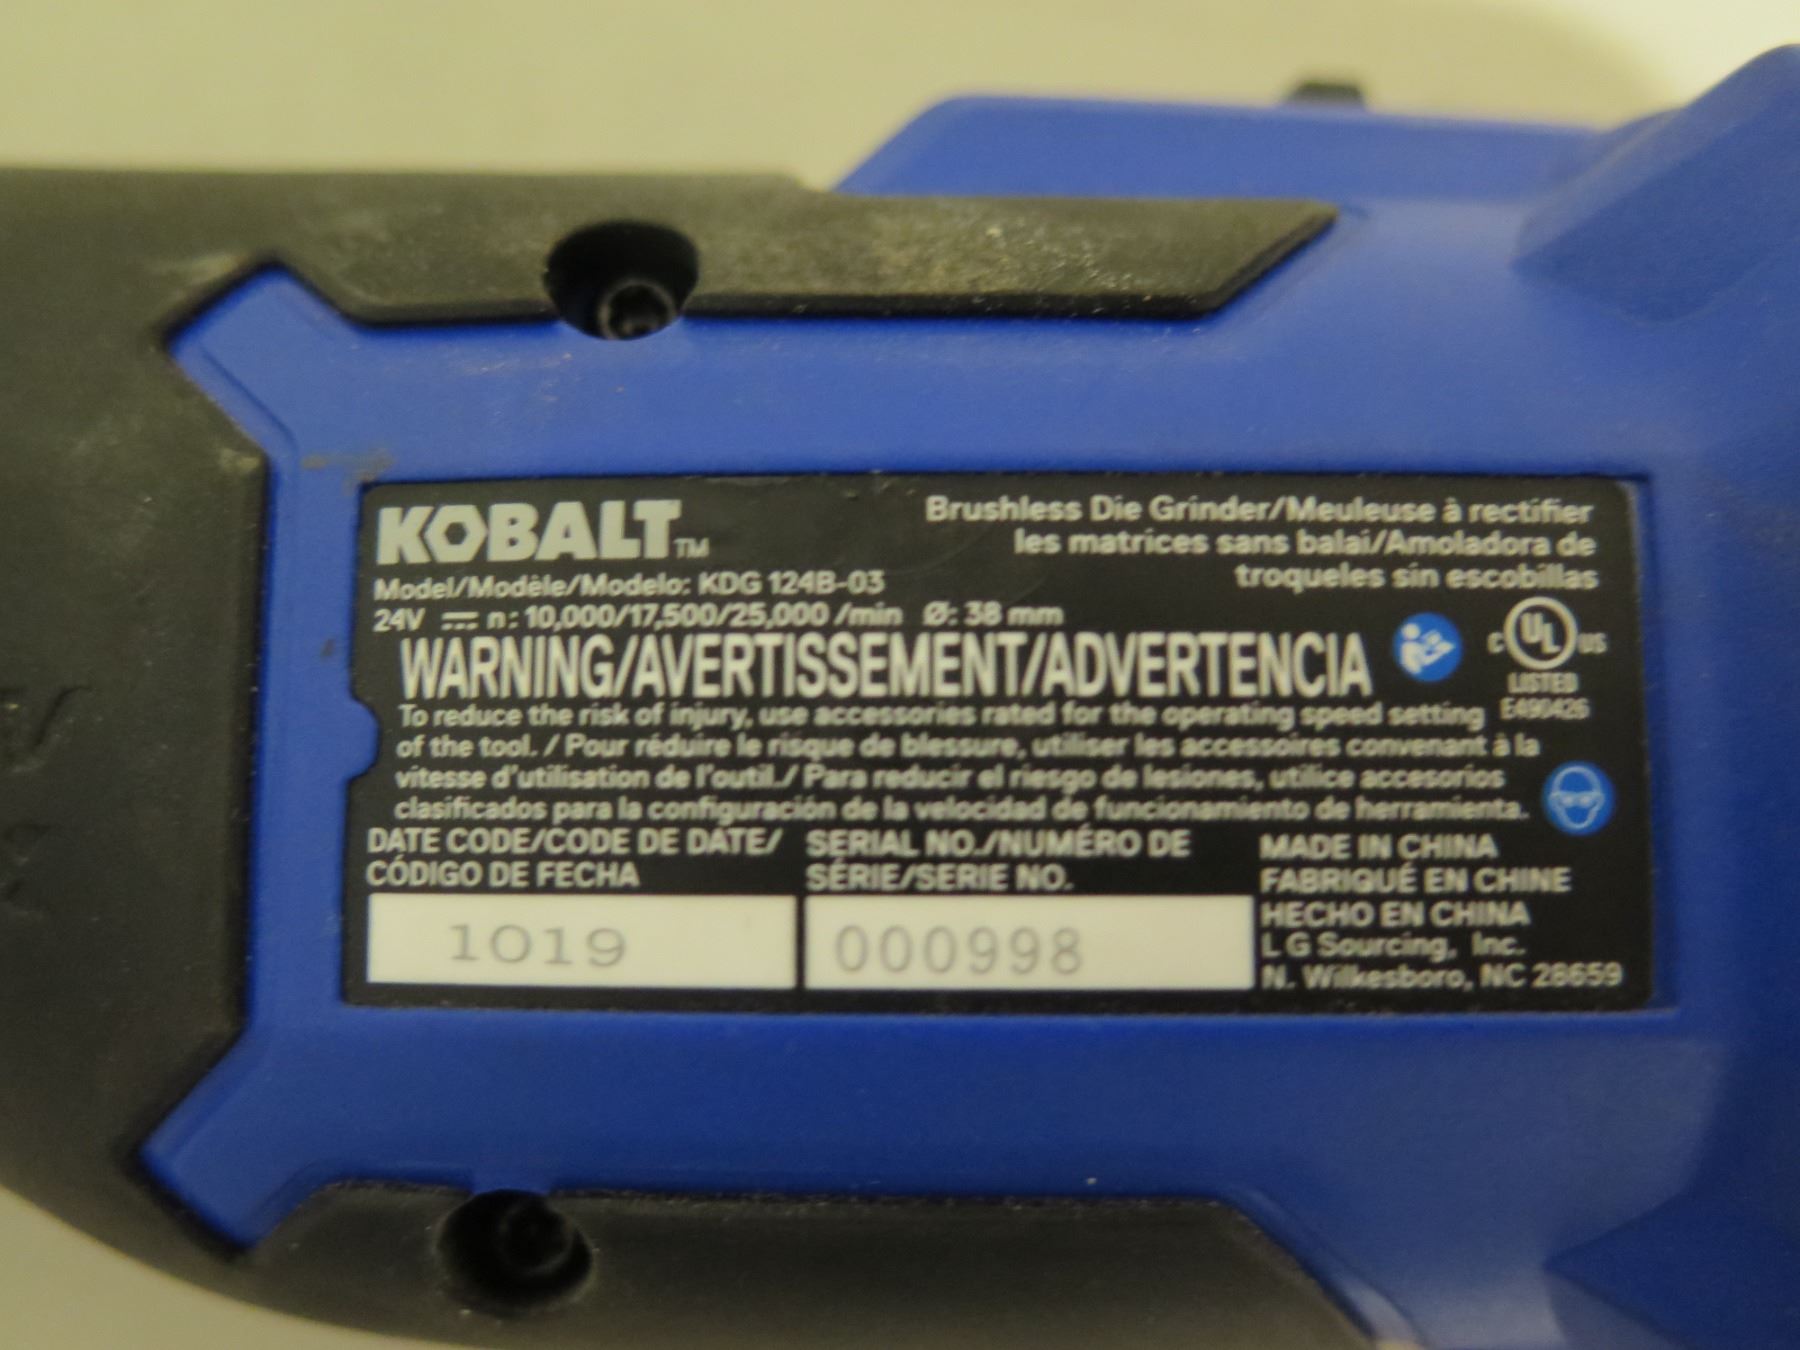 KOBALT™
Brushless Die Grinder/Meuleuse à rectifier
les matrices sans balai/Amoladora de
troqueles sin escobillas
Model/Modèle/Modelo: KDG 124B-03
24V ⎓ n: 10,000/17,500/25,000 /min Ø: 38 mm
WARNING/AVERTISSEMENT/ADVERTENCIA
C UL US
LISTED
E490426
To reduce the risk of injury, use accessories rated for the operating speed setting
of the tool. / Pour réduire le risque de blessure, utiliser les accessoires convenant à la
vitesse d'utilisation de l'outil./ Para reducir el riesgo de lesiones, utilice accesorios
clasificados para la configuración de la velocidad de funcionamiento de herramienta.
DATE CODE/CODE DE DATE/
CÓDIGO DE FECHA
1019
SERIAL NO./NUMÉRO DE
SÉRIE/SERIE NO.
000998
MADE IN CHINA
FABRIQUÉ EN CHINE
HECHO EN CHINA
L G Sourcing, Inc.
N. Wilkesboro, NC 28659